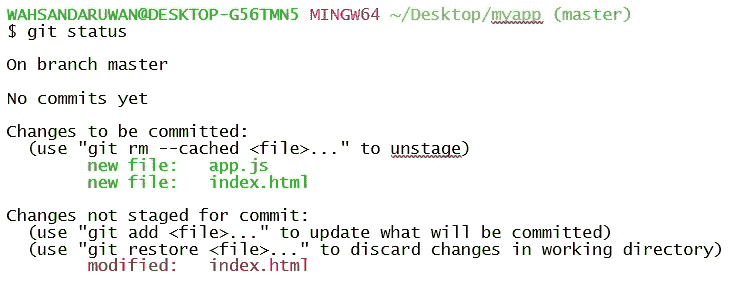 WAHSANDARUWAN@DESKTOP-G56TMN5 MINGW64 ~/Desktop/myapp (master)
$ git status
On branch master
No commits yet
Changes to be committed:
(use "git rm --cached <file>..." to unstage)
new file: app.js
new file: index.html
Changes not staged for commit:
(use "git add <file>..." to update what will be committed)
(use "git restore <file>..." to discard changes in working directory)
modified: index.html